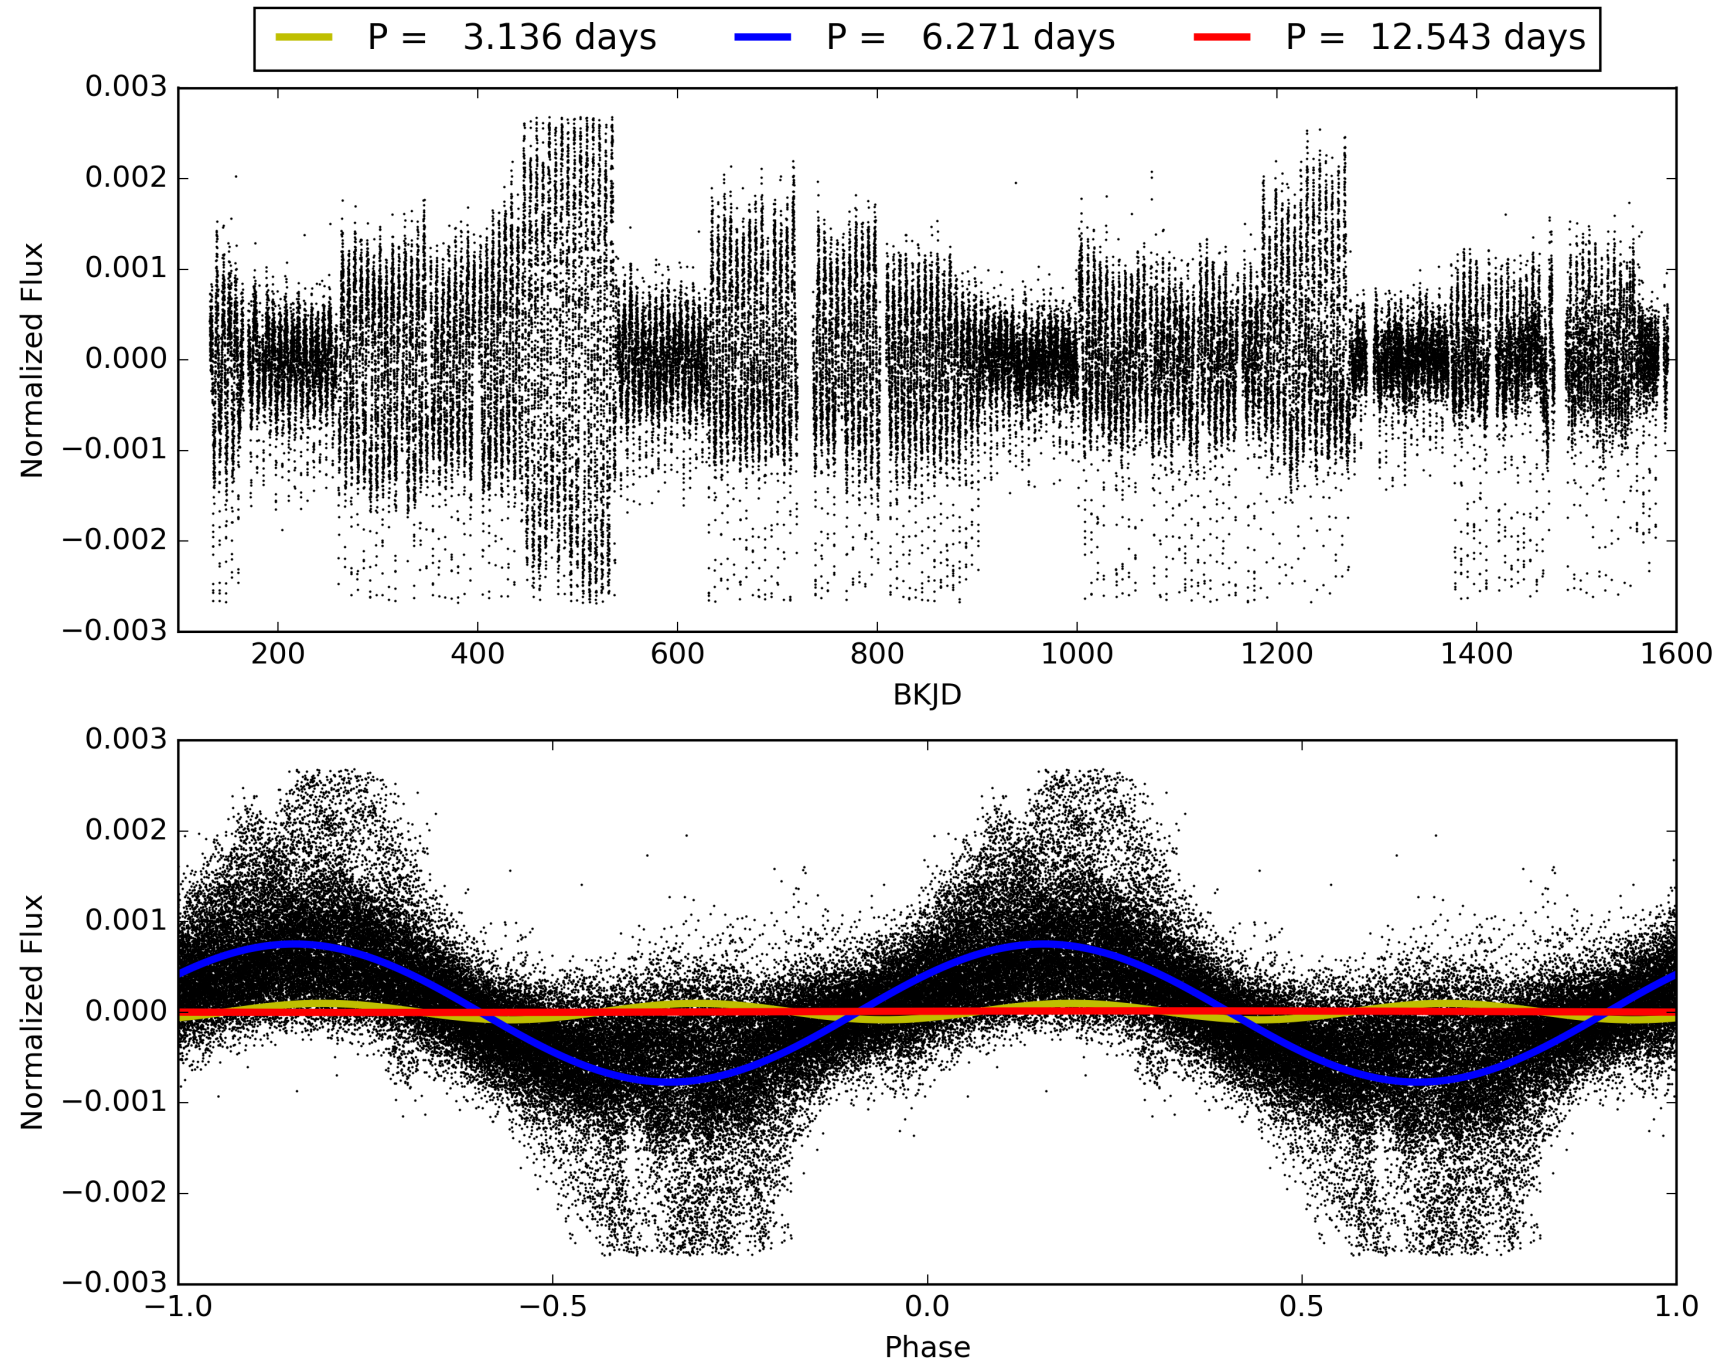 P = 3.136 days P = 6.271 days P = 12.543 days
0.003
0.002
0.001
0.000
−0.001
−0.002
−0.003
Normalized Flux
200 400 600 800 1000 1200 1400 1600
BKJD
0.003
0.002
0.001
0.000
−0.001
−0.002
−0.003
Normalized Flux
−1.0 −0.5 0.0 0.5 1.0
Phase